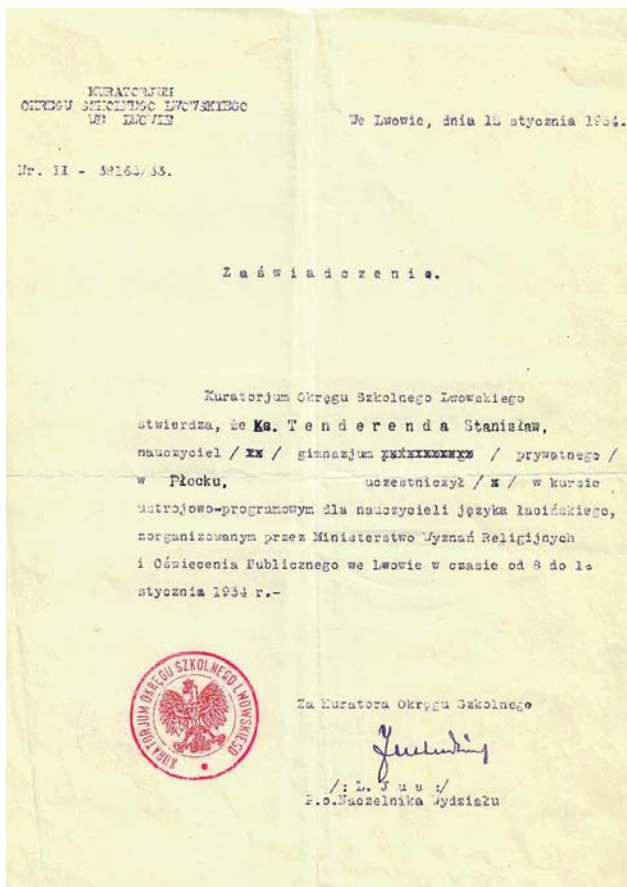 KURATORJUM
OKRĘGU SZKOLNEGO LWOWSKIEGO
WE LWOWIE
We Lwowie, dnia stycznia 1934.
Nr. II -
Zaświadczenie.
Kuratorjum Okręgu Szkolnego Lwowskiego
stwierdza, że Ks. Tenderenda Stanisław,
nauczyciel / xx / gimnazjum / prywatnego /
w Płocku, uczestniczył / x / w kursie
ustrojowo-programowym dla nauczycieli języka łacińskiego,
zorganizowanym przez Ministerstwo Wyznań Religijnych
i Oświecenia Publicznego we Lwowie w czasie od 8 do
stycznia 1934 r.-
KURATORJUM OKRĘGU SZKOLNEGO LWOWSKIEGO
Za Kuratora Okręgu Szkolnego
/: L. Jus :/
P.o.Naczelnika Wydziału